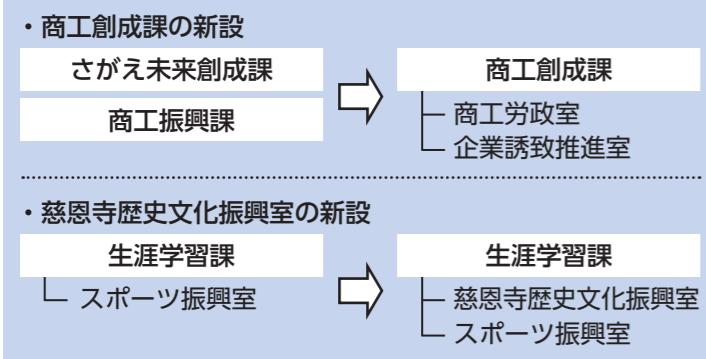 ・商工創成課の新設
さがえ未来創成課
商工振興課
商工創成課
商工労政室
企業誘致推進室
・慈恩寺歴史文化振興室の新設
生涯学習課
スポーツ振興室
生涯学習課
慈恩寺歴史文化振興室
スポーツ振興室